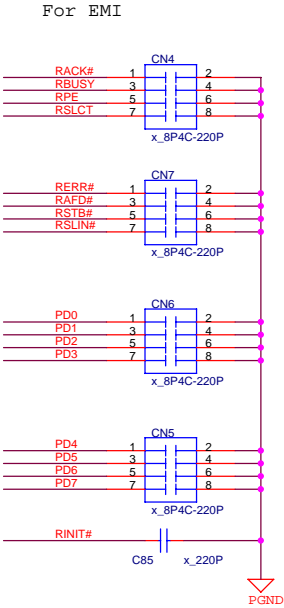 For EMI
CN4
RACK# 1 2
RBUSY 3 4
RPE 5 6
RSLCT 7 8
x_8P4C-220P
CN7
RERR# 1 2
RAFD# 3 4
RSTB# 5 6
RSLIN# 7 8
x_8P4C-220P
CN6
PD0 1 2
PD1 3 4
PD2 5 6
PD3 7 8
x_8P4C-220P
CN5
PD4 1 2
PD5 3 4
PD6 5 6
PD7 7 8
x_8P4C-220P
RINIT#
C85 x_220P
PGND